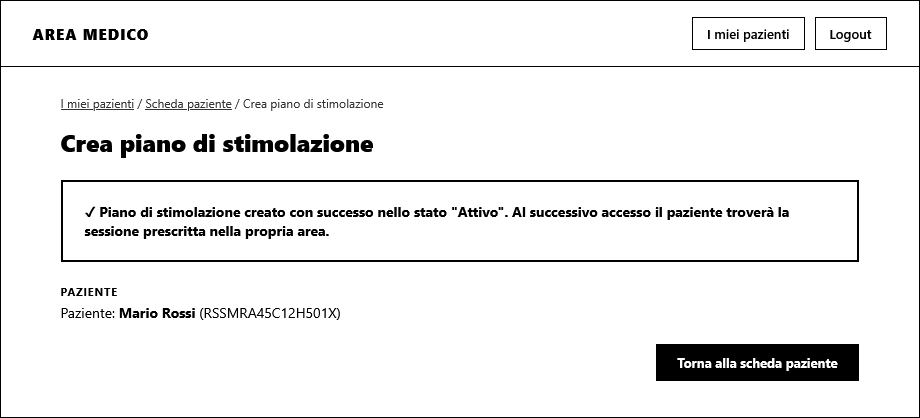 AREA MEDICO
I miei pazienti
Logout
I miei pazienti / Scheda paziente / Crea piano di stimolazione
Crea piano di stimolazione
✓ Piano di stimolazione creato con successo nello stato "Attivo". Al successivo accesso il paziente troverà la
sessione prescritta nella propria area.
PAZIENTE
Paziente: Mario Rossi (RSSMRA45C12H501X)
Torna alla scheda paziente